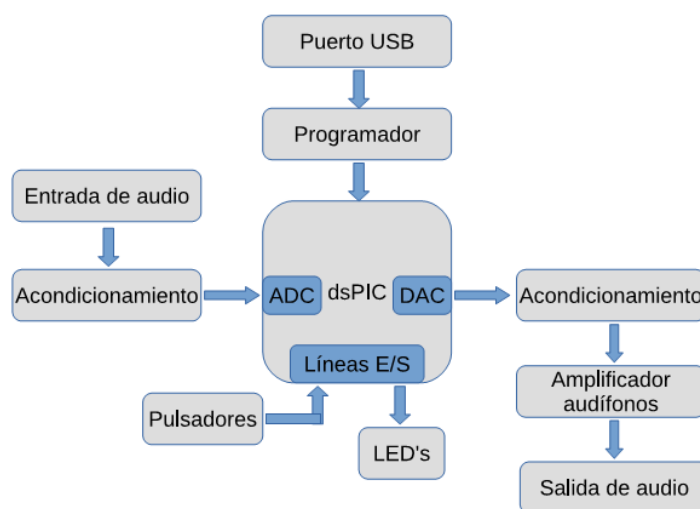 Puerto USB
Programador
Entrada de audio
Acondicionamiento
ADC
dsPIC
DAC
Acondicionamiento
Líneas E/S
Pulsadores
LED's
Amplificador
audífonos
Salida de audio